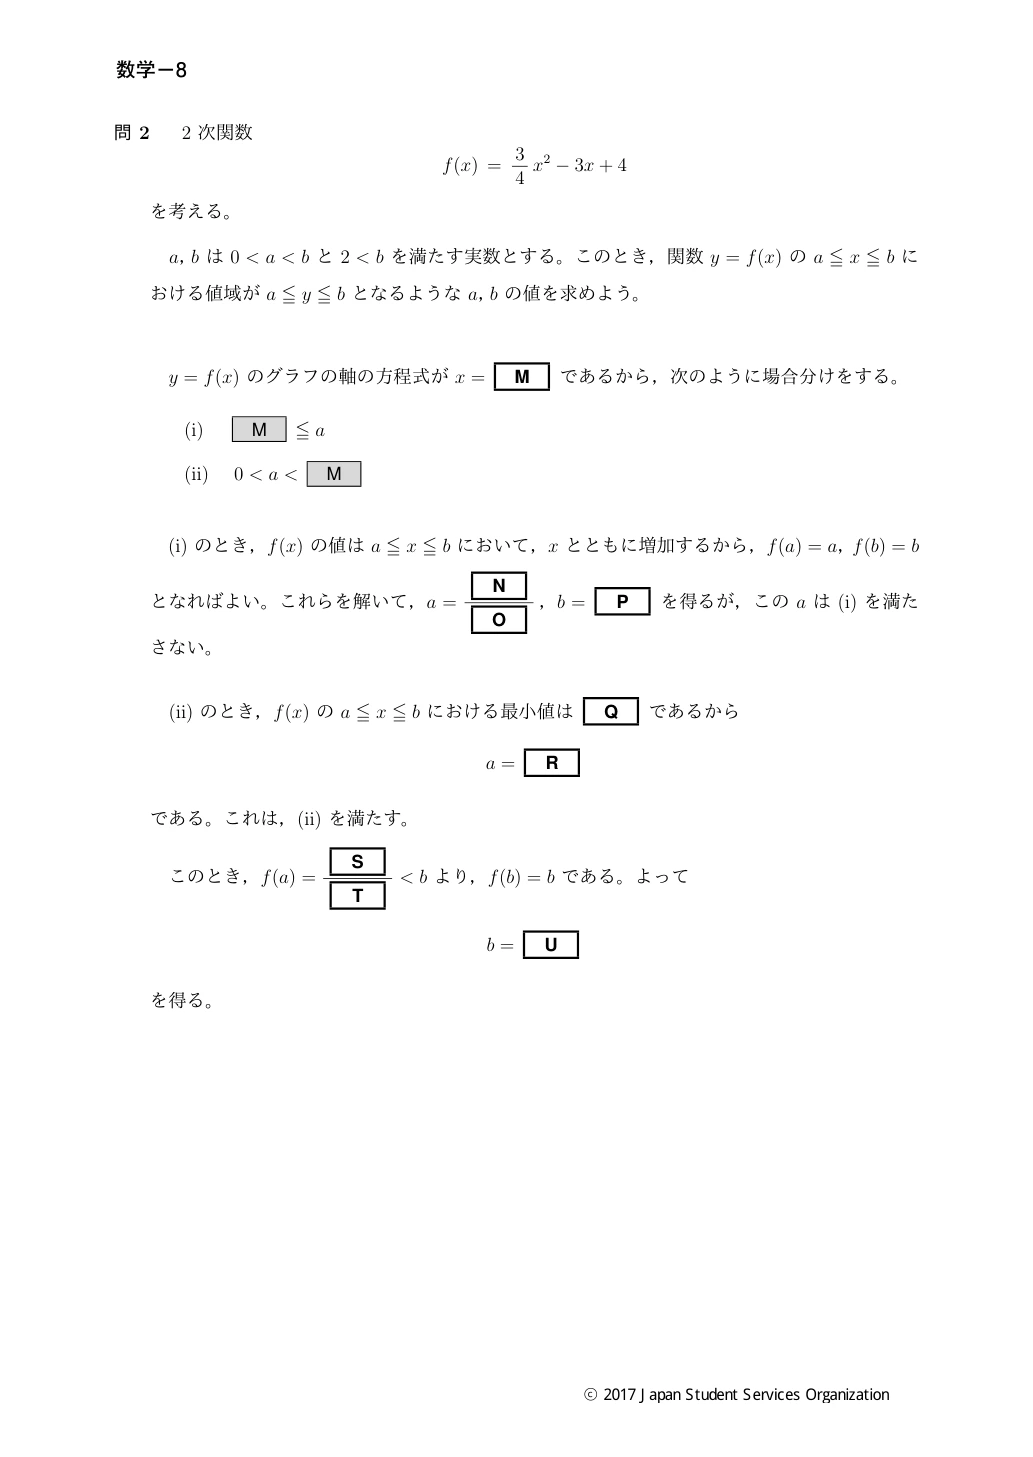 数学－8
問 2 2 次関数
f(x) = 3/4 x² − 3x + 4
を考える。
a, b は 0 < a < b と 2 < b を満たす実数とする。このとき，関数 y = f(x) の a ≦ x ≦ b に
おける値域が a ≦ y ≦ b となるような a, b の値を求めよう。
y = f(x) のグラフの軸の方程式が x = M であるから，次のように場合分けをする。
(i) M ≦ a
(ii) 0 < a < M
(i) のとき，f(x) の値は a ≦ x ≦ b において，x とともに増加するから，f(a) = a, f(b) = b
となればよい。これらを解いて，a = N/O ，b = P を得るが，この a は (i) を満た
さない。
(ii) のとき，f(x) の a ≦ x ≦ b における最小値は Q であるから
a = R
である。これは，(ii) を満たす。
このとき，f(a) = S/T < b より，f(b) = b である。よって
b = U
を得る。
© 2017 Japan Student Services Organization